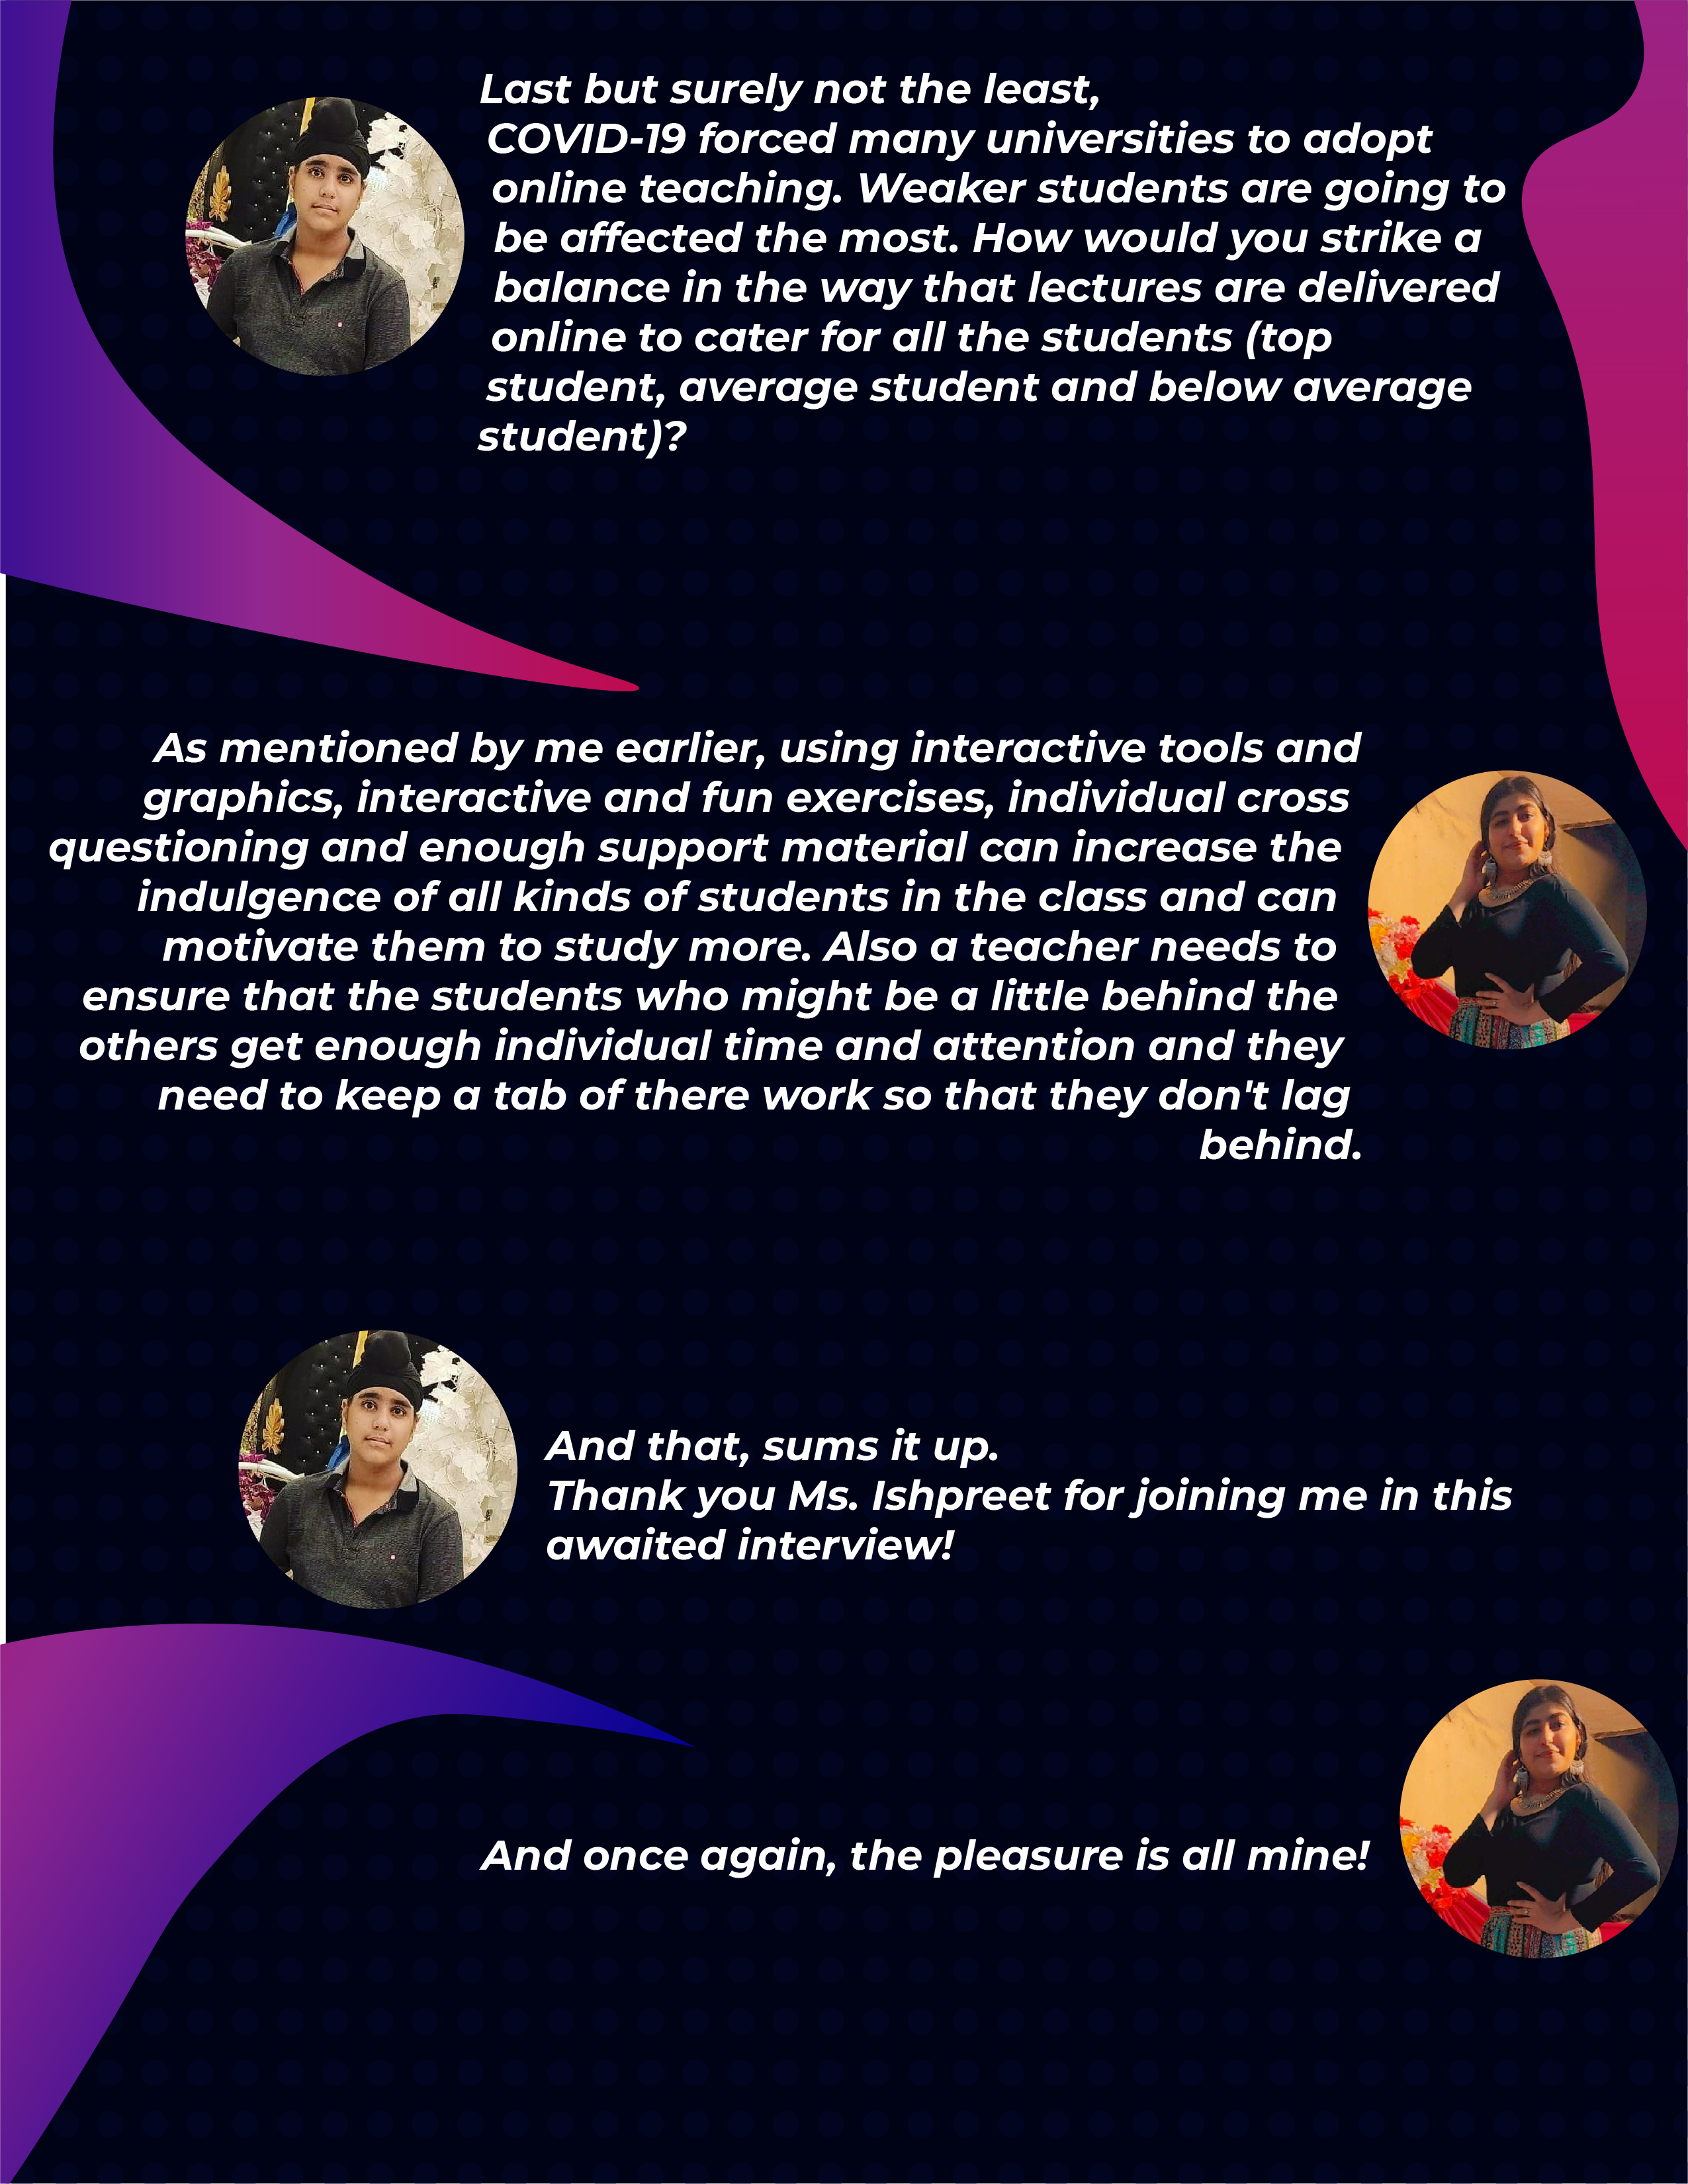 Last but surely not the least,
COVID-19 forced many universities to adopt
online teaching. Weaker students are going to
be affected the most. How would you strike a
balance in the way that lectures are delivered
online to cater for all the students (top
student, average student and below average
student)?
As mentioned by me earlier, using interactive tools and
graphics, interactive and fun exercises, individual cross
questioning and enough support material can increase the
indulgence of all kinds of students in the class and can
motivate them to study more. Also a teacher needs to
ensure that the students who might be a little behind the
others get enough individual time and attention and they
need to keep a tab of there work so that they don't lag
behind.
And that, sums it up.
Thank you Ms. Ishpreet for joining me in this
awaited interview!
And once again, the pleasure is all mine!